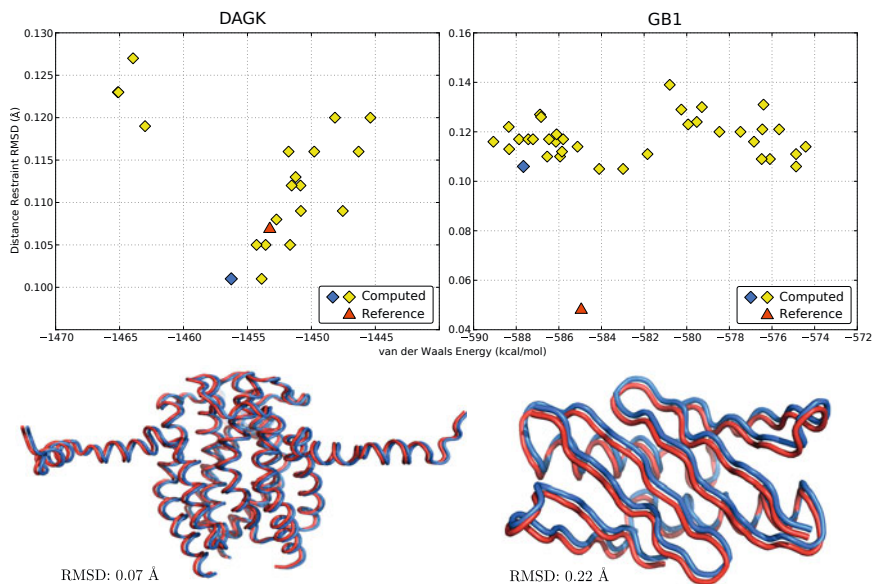 DAGK
GB1
Distance Restraint RMSD (Å)
0.130
0.125
0.120
0.115
0.110
0.105
0.100
0.16
0.14
0.12
0.10
0.08
0.06
0.04
Computed
Reference
Computed
Reference
−1470 −1465 −1460 −1455 −1450 −1445
−590 −588 −586 −584 −582 −580 −578 −576 −574 −572
van der Waals Energy (kcal/mol)
RMSD: 0.07 Å
RMSD: 0.22 Å